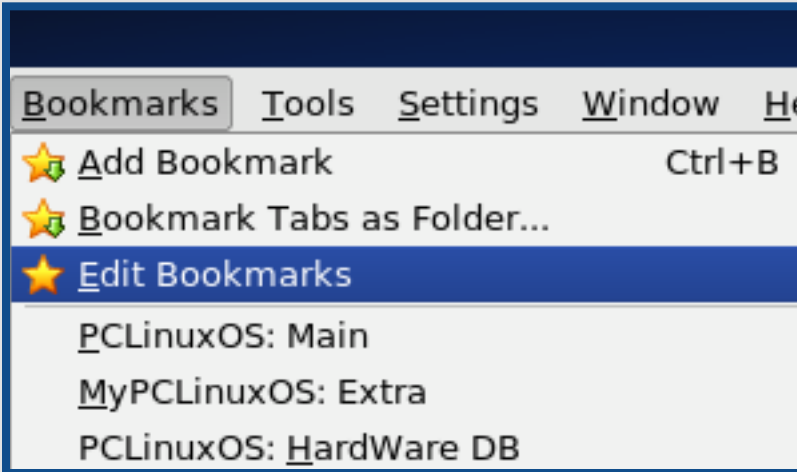 Bookmarks Tools Settings Window He
Add Bookmark Ctrl+B
Bookmark Tabs as Folder...
Edit Bookmarks
PCLinuxOS: Main
MyPCLinuxOS: Extra
PCLinuxOS: HardWare DB